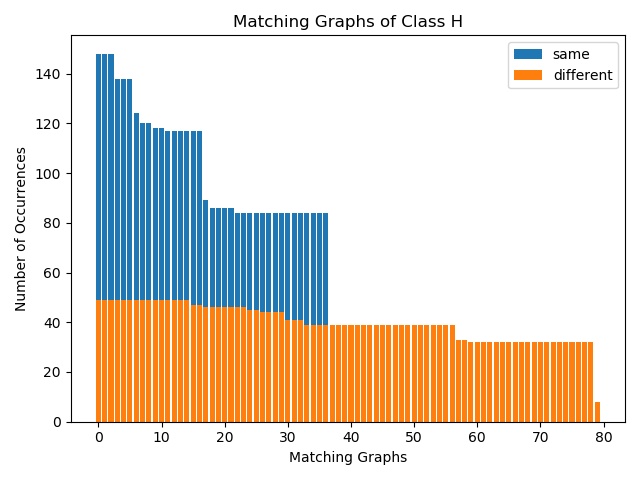 Matching Graphs of Class H
same
different
Number of Occurrences
140
120
100
80
60
40
20
0
0 10 20 30 40 50 60 70 80
Matching Graphs